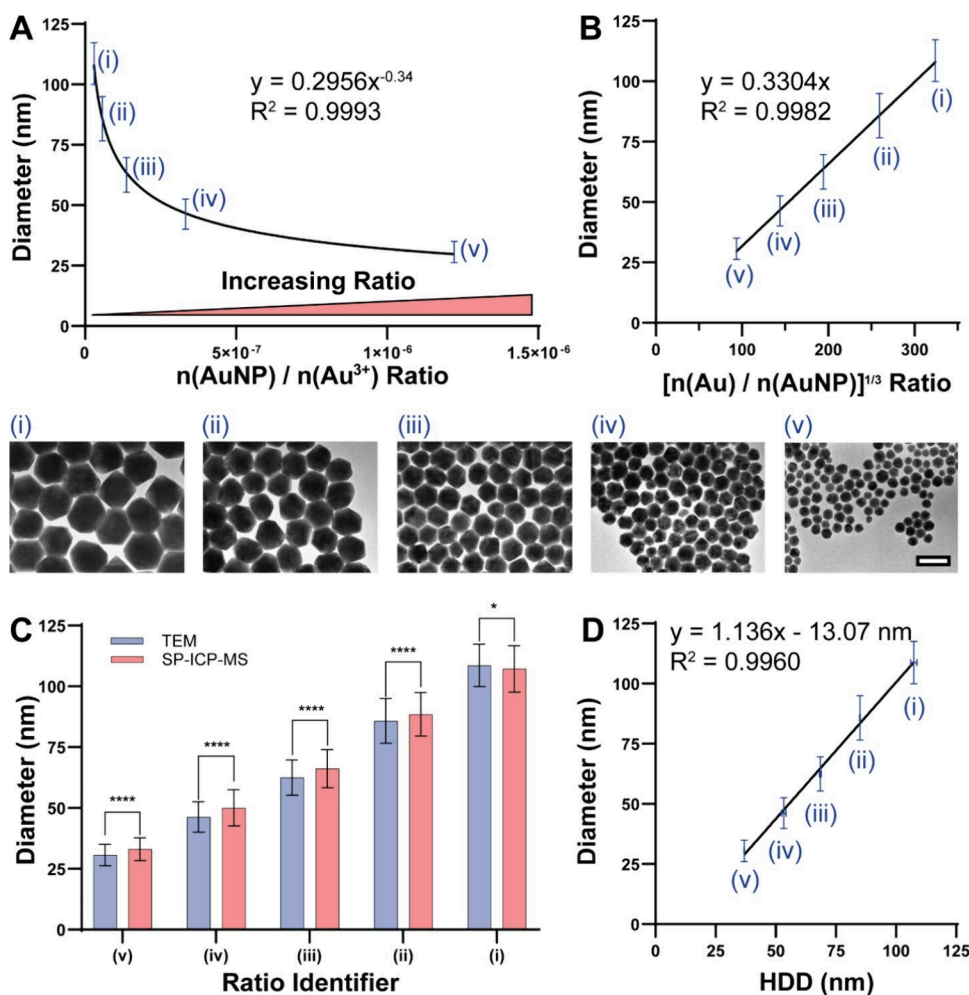 A
125
100
75
50
25
0
Diameter (nm)
(i)
(ii)
(iii)
(iv)
(v)
y = 0.2956x⁻⁰·³⁴
R² = 0.9993
Increasing Ratio
0
5×10⁻⁷
1×10⁻⁶
1.5×10⁻⁶
n(AuNP) / n(Au³⁺) Ratio
B
125
100
75
50
25
0
Diameter (nm)
y = 0.3304x
R² = 0.9982
(i)
(ii)
(iii)
(iv)
(v)
0
100
200
300
[n(Au) / n(AuNP)]¹ᐟ³ Ratio
(i)
(ii)
(iii)
(iv)
(v)
C
125
100
75
50
25
0
Diameter (nm)
TEM
SP-ICP-MS
****
****
****
****
*
(v)
(iv)
(iii)
(ii)
(i)
Ratio Identifier
D
125
100
75
50
25
0
Diameter (nm)
y = 1.136x - 13.07 nm
R² = 0.9960
(i)
(ii)
(iii)
(iv)
(v)
0
25
50
75
100
125
HDD (nm)